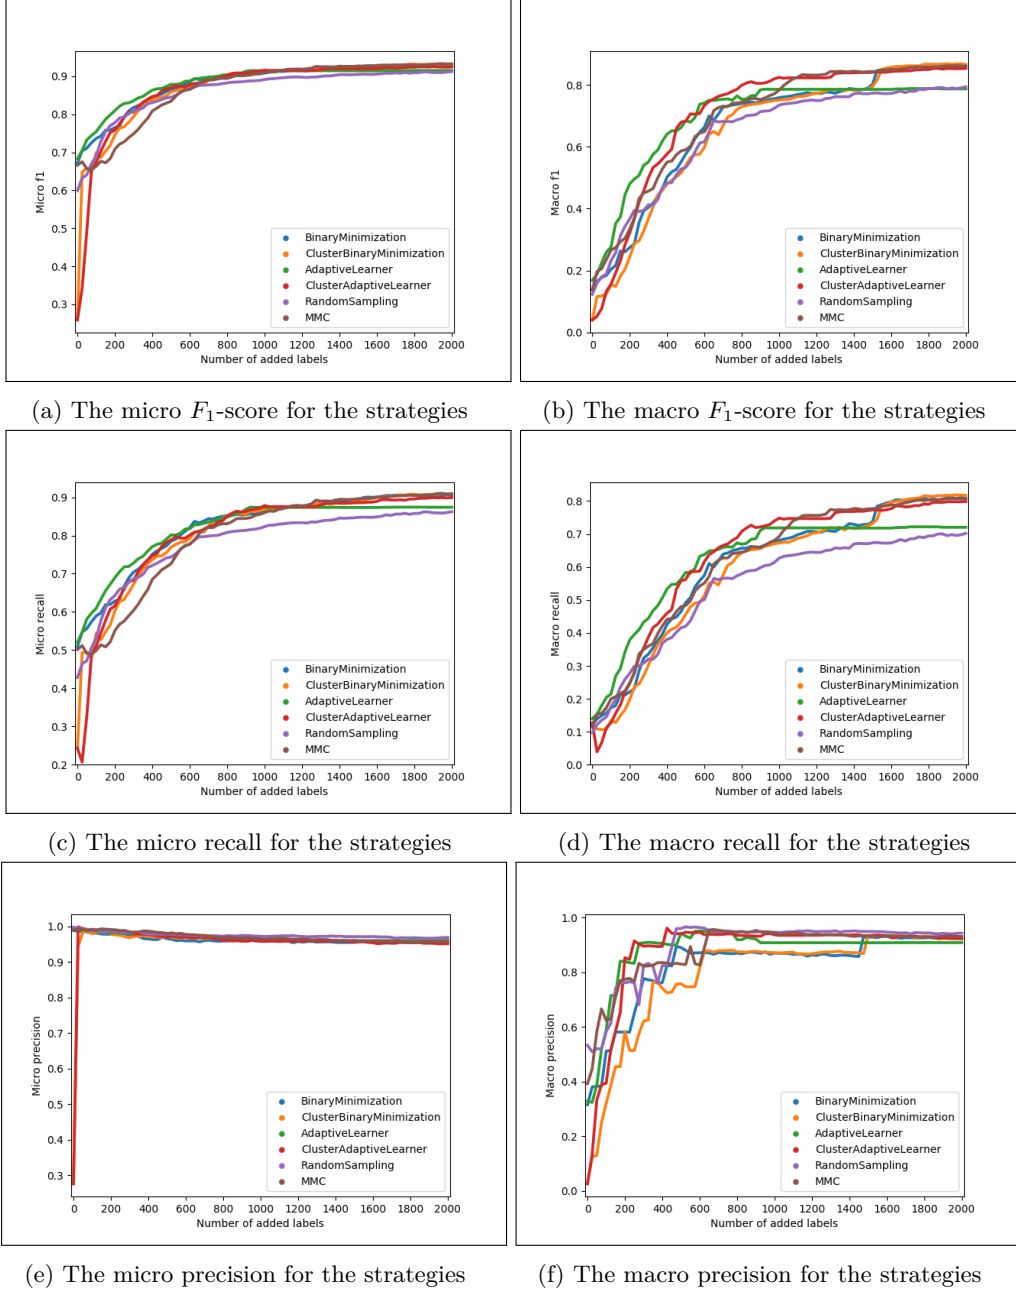 0.9
0.8
0.7
0.6
0.5
0.4
0.3
Micro f1
BinaryMinimization
ClusterBinaryMinimization
AdaptiveLearner
ClusterAdaptiveLearner
RandomSampling
MMC
0 200 400 600 800 1000 1200 1400 1600 1800 2000
Number of added labels
0.8
0.6
0.4
0.2
0.0
Macro f1
BinaryMinimization
ClusterBinaryMinimization
AdaptiveLearner
ClusterAdaptiveLearner
RandomSampling
MMC
0 200 400 600 800 1000 1200 1400 1600 1800 2000
Number of added labels
(a) The micro F₁-score for the strategies
(b) The macro F₁-score for the strategies
0.9
0.8
0.7
0.6
0.5
0.4
0.3
0.2
Micro recall
BinaryMinimization
ClusterBinaryMinimization
AdaptiveLearner
ClusterAdaptiveLearner
RandomSampling
MMC
0 200 400 600 800 1000 1200 1400 1600 1800 2000
Number of added labels
0.8
0.7
0.6
0.5
0.4
0.3
0.2
0.1
0.0
Macro recall
BinaryMinimization
ClusterBinaryMinimization
AdaptiveLearner
ClusterAdaptiveLearner
RandomSampling
MMC
0 200 400 600 800 1000 1200 1400 1600 1800 2000
Number of added labels
(c) The micro recall for the strategies
(d) The macro recall for the strategies
1.0
0.9
0.8
0.7
0.6
0.5
0.4
0.3
Micro precision
BinaryMinimization
ClusterBinaryMinimization
AdaptiveLearner
ClusterAdaptiveLearner
RandomSampling
MMC
0 200 400 600 800 1000 1200 1400 1600 1800 2000
Number of added labels
1.0
0.8
0.6
0.4
0.2
0.0
Macro precision
BinaryMinimization
ClusterBinaryMinimization
AdaptiveLearner
ClusterAdaptiveLearner
RandomSampling
MMC
0 200 400 600 800 1000 1200 1400 1600 1800 2000
Number of added labels
(e) The micro precision for the strategies
(f) The macro precision for the strategies